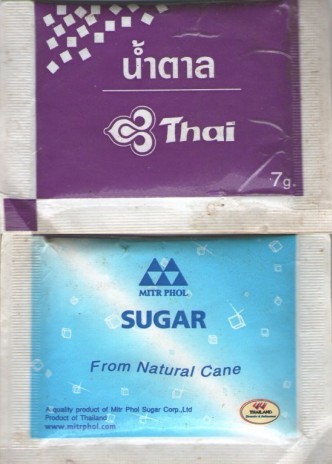 น้ำตาล
Thai
7g.
MITR PHOL
SUGAR
From Natural Cane
A quality product of Mitr Phol Sugar Corp.,Ltd
Product of Thailand
www.mitrphol.com
THAILAND